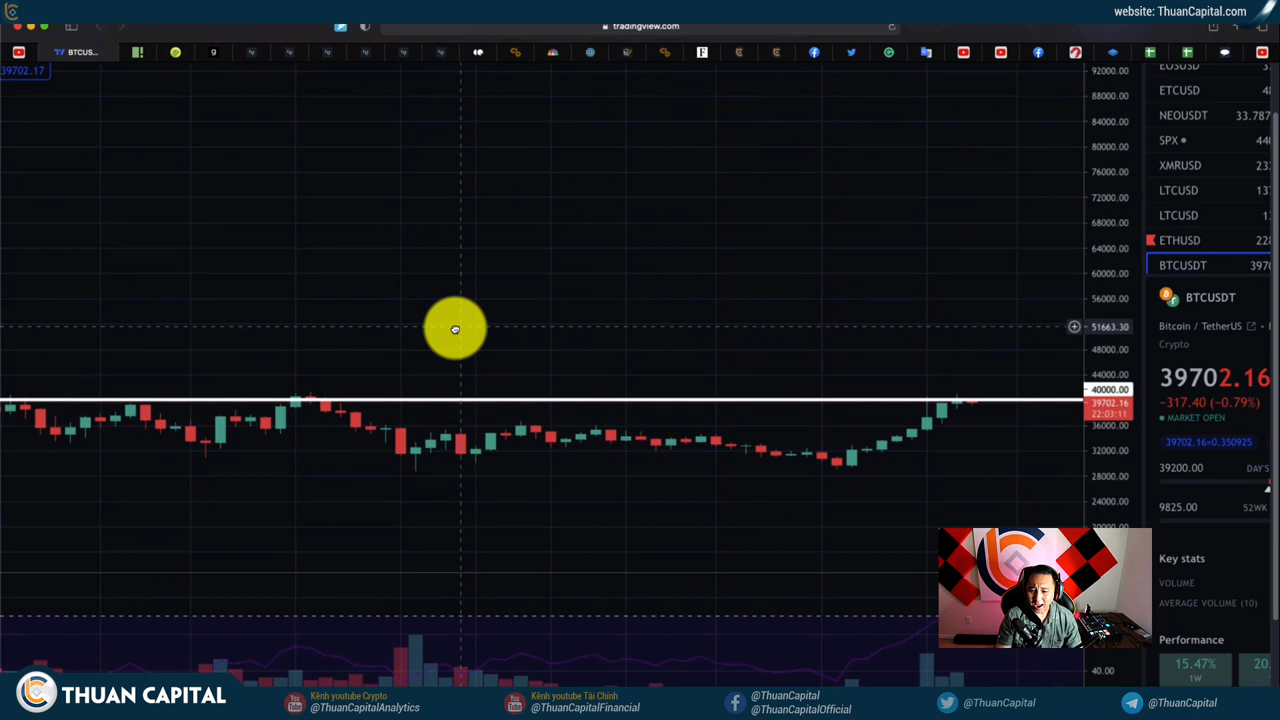 website: ThuanCapital.com
tradingview.com
BTCUS...
39702.17
92000.00
88000.00
84000.00
80000.00
76000.00
72000.00
68000.00
64000.00
60000.00
56000.00
51663.30
48000.00
44000.00
40000.00
39702.16
22:03:11
36000.00
32000.00
28000.00
24000.00
40.00
EOSUSD
ETCUSD
NEOUSDT 33.787
SPX
XMRUSD
LTCUSD
LTCUSD
ETHUSD
BTCUSDT
BTCUSDT
Bitcoin / TetherUS
Crypto
39702.16
−317.40 (−0.79%)
MARKET OPEN
39702.16×0.350925
39200.00 DAY'S
9825.00 52WK
Key stats
VOLUME
AVERAGE VOLUME (10)
Performance
15.47%
1W
THUAN CAPITAL
Kênh youtube Crypto
@ThuanCapitalAnalytics
Kênh youtube Tài Chính
@ThuanCapitalFinancial
@ThuanCapital
@ThuanCapitalOfficial
@ThuanCapital
@ThuanCapital